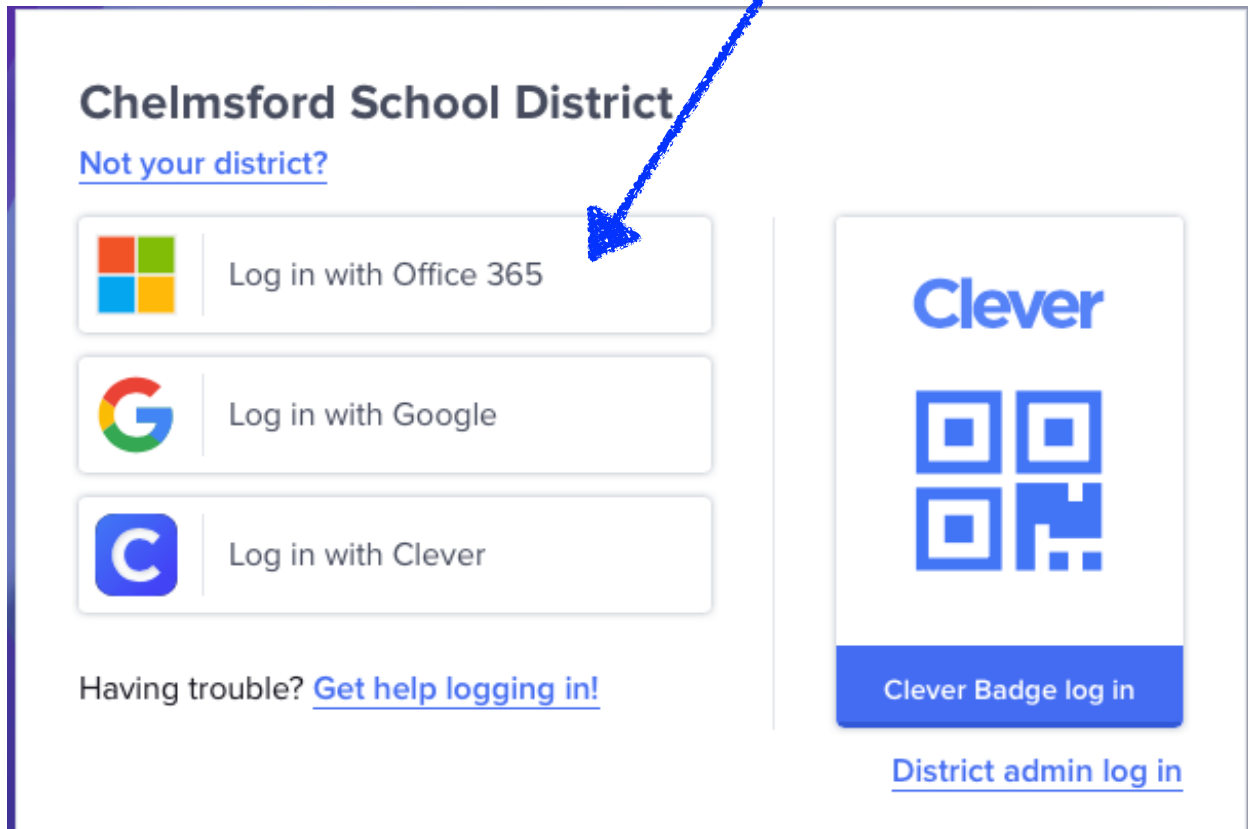 Chelmsford School District
Not your district?
Log in with Office 365
Log in with Google
C
Log in with Clever
Having trouble? Get help logging in!
Clever
Clever Badge log in
District admin log in